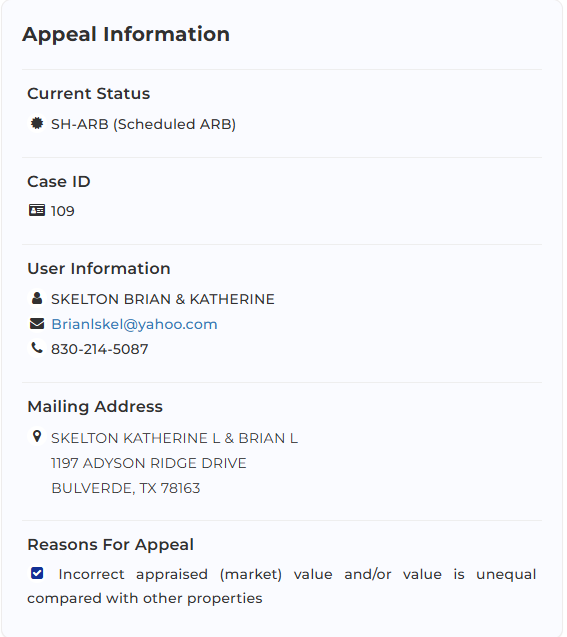 Appeal Information
Current Status
SH-ARB (Scheduled ARB)
Case ID
109
User Information
SKELTON BRIAN & KATHERINE
Brianlskel@yahoo.com
830-214-5087
Mailing Address
SKELTON KATHERINE L & BRIAN L
1197 ADYSON RIDGE DRIVE
BULVERDE, TX 78163
Reasons For Appeal
Incorrect appraised (market) value and/or value is unequal
compared with other properties